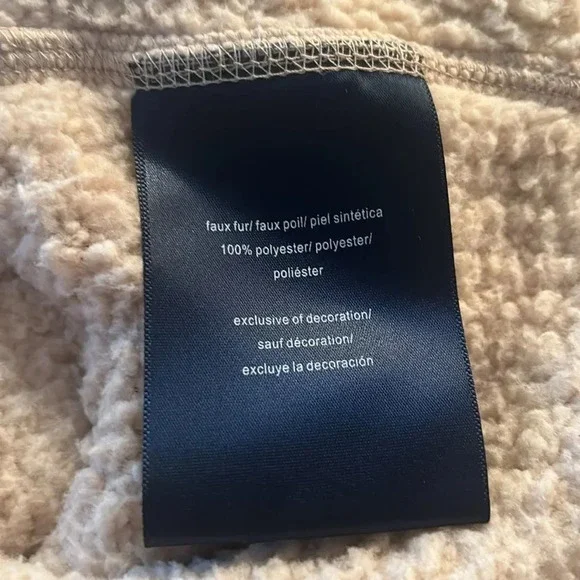 faux fur/ faux poil/ piel sintética
100% polyester/ polyester/
poliéster
exclusive of decoration/
sauf décoration/
excluye la decoración